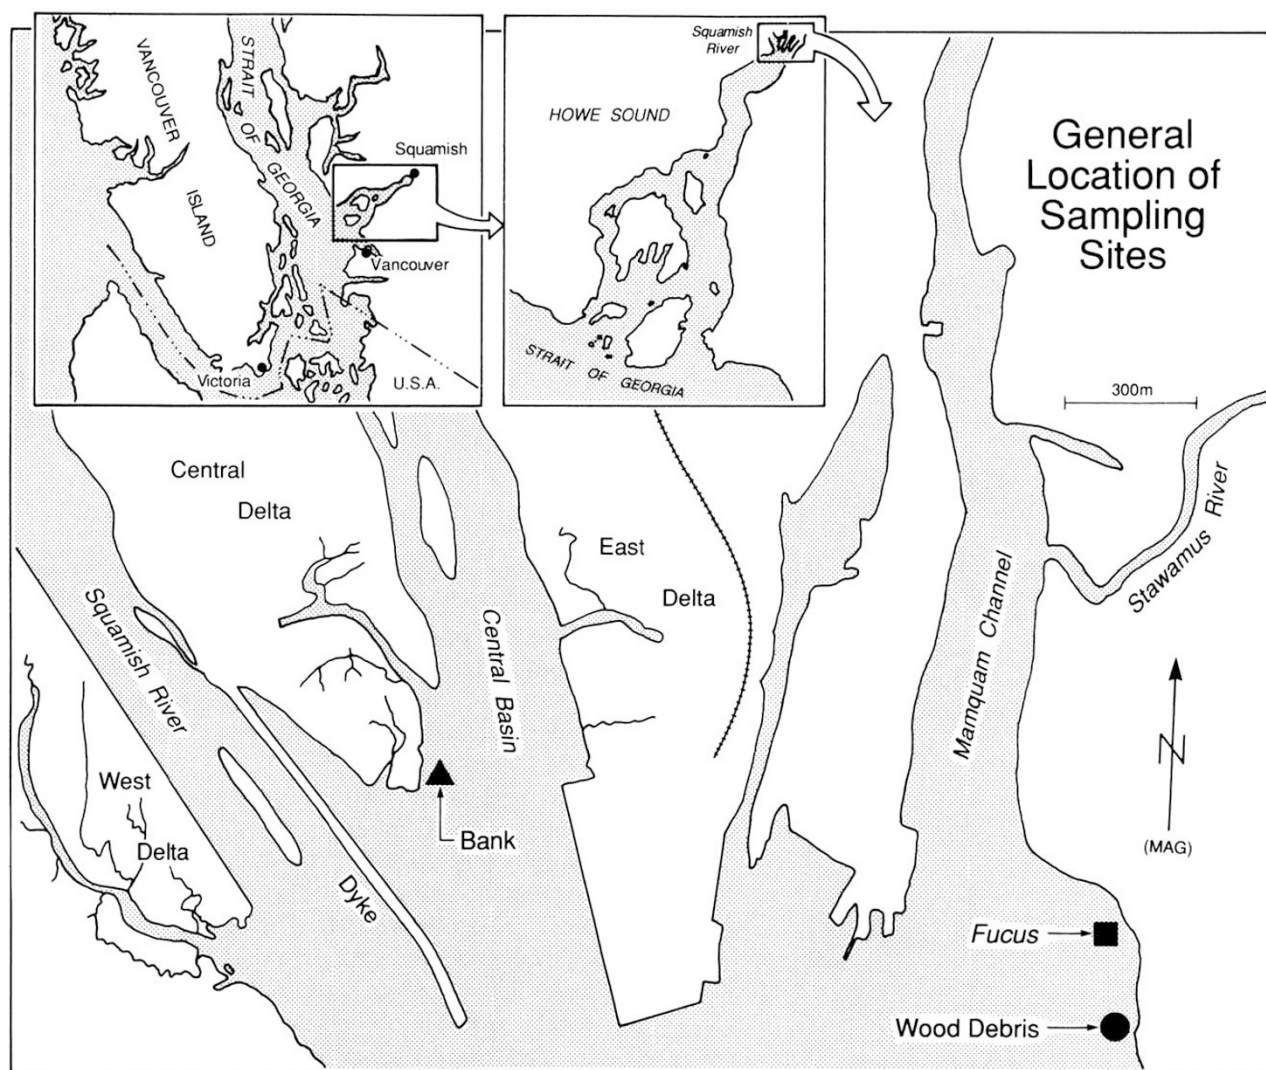 VANCOUVER
ISLAND
STRAIT
OF
GEORGIA
Squamish
Vancouver
Victoria
U.S.A.
Squamish
River
HOWE SOUND
STRAIT OF GEORGIA
General
Location of
Sampling
Sites
300m
Central
Delta
East
Delta
Squamish River
Central Basin
Mamquam Channel
Stawamus River
West
Delta
Bank
Dyke
N
(MAG)
Fucus
Wood Debris